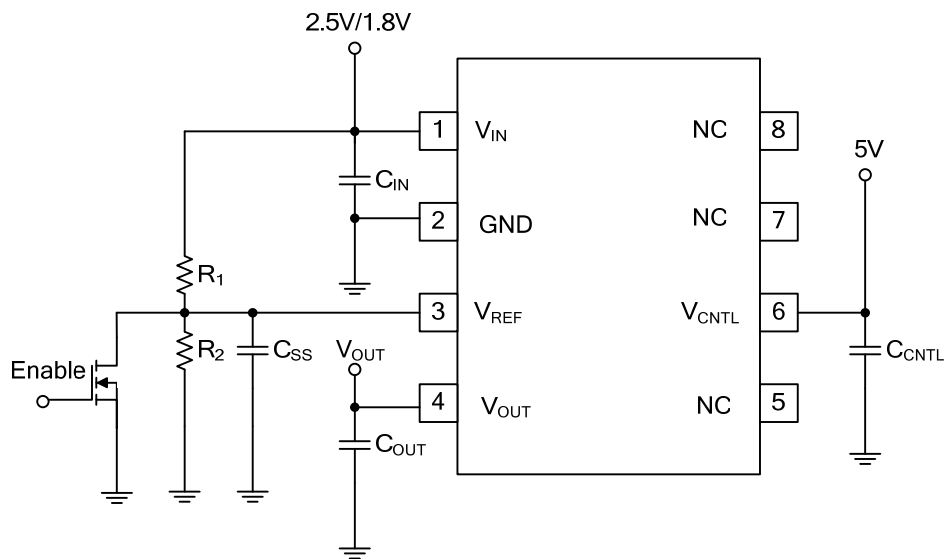 2.5V/1.8V
1 VIN NC 8
5V
CIN
2 GND NC 7
R1
3 VREF VCNTL 6
R2 CSS VOUT CCNTL
Enable
4 VOUT NC 5
COUT